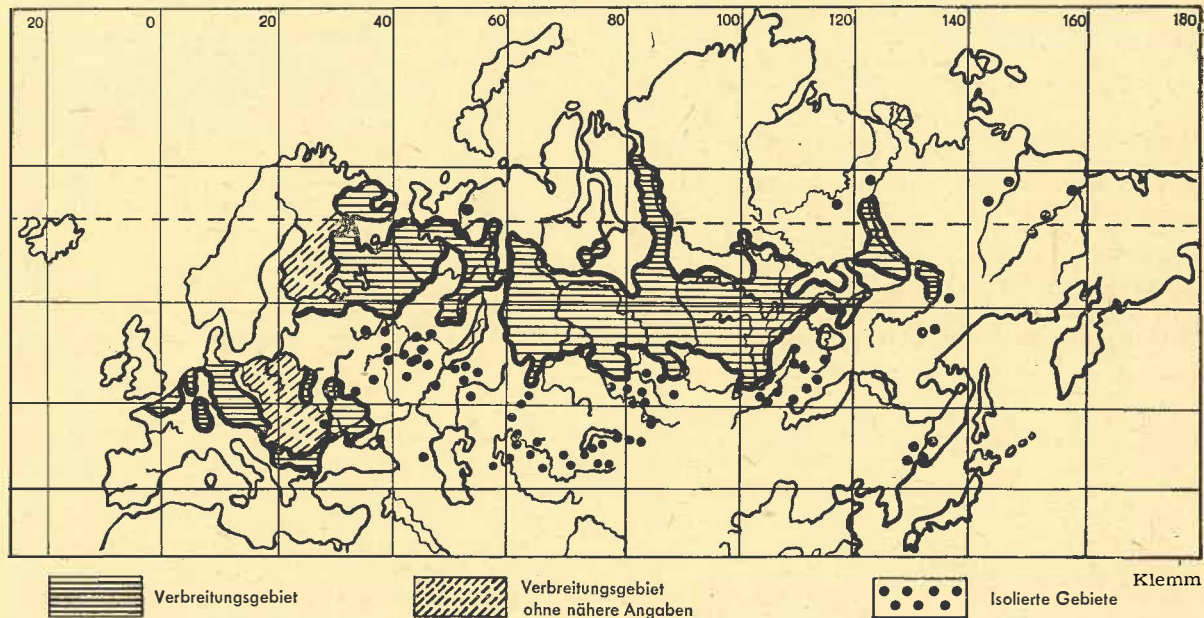 20 0 20 40 60 80 100 120 140 160 180
Klemm
Verbreitungsgebiet
Verbreitungsgebiet
ohne nähere Angaben
Isolierte Gebiete